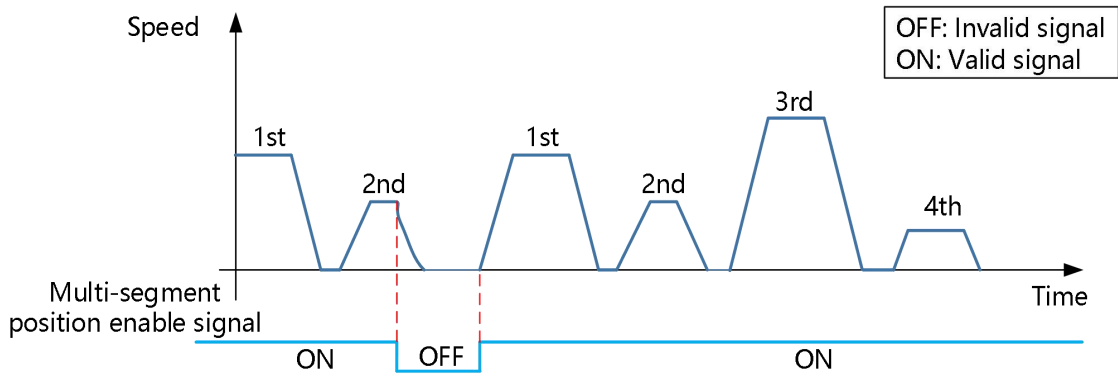 Speed
OFF: Invalid signal
ON: Valid signal
1st
2nd
1st
2nd
3rd
4th
Multi-segment
position enable signal
Time
ON
OFF
ON